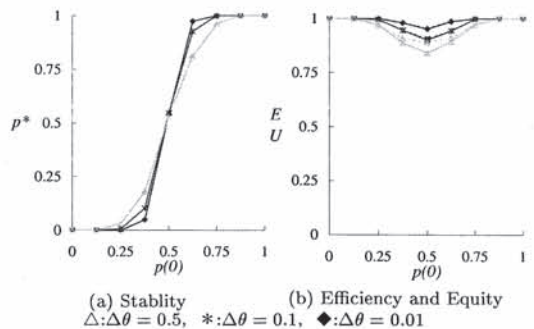 1
0.75
p*
0.5
0.25
0
0 0.25 0.5 0.75 1
p(0)
(a) Stablity
1
0.75
E
U
0.5
0.25
0
0 0.25 0.5 0.75 1
p(0)
(b) Efficiency and Equity
△:Δθ = 0.5, *:Δθ = 0.1, ◆:Δθ = 0.01